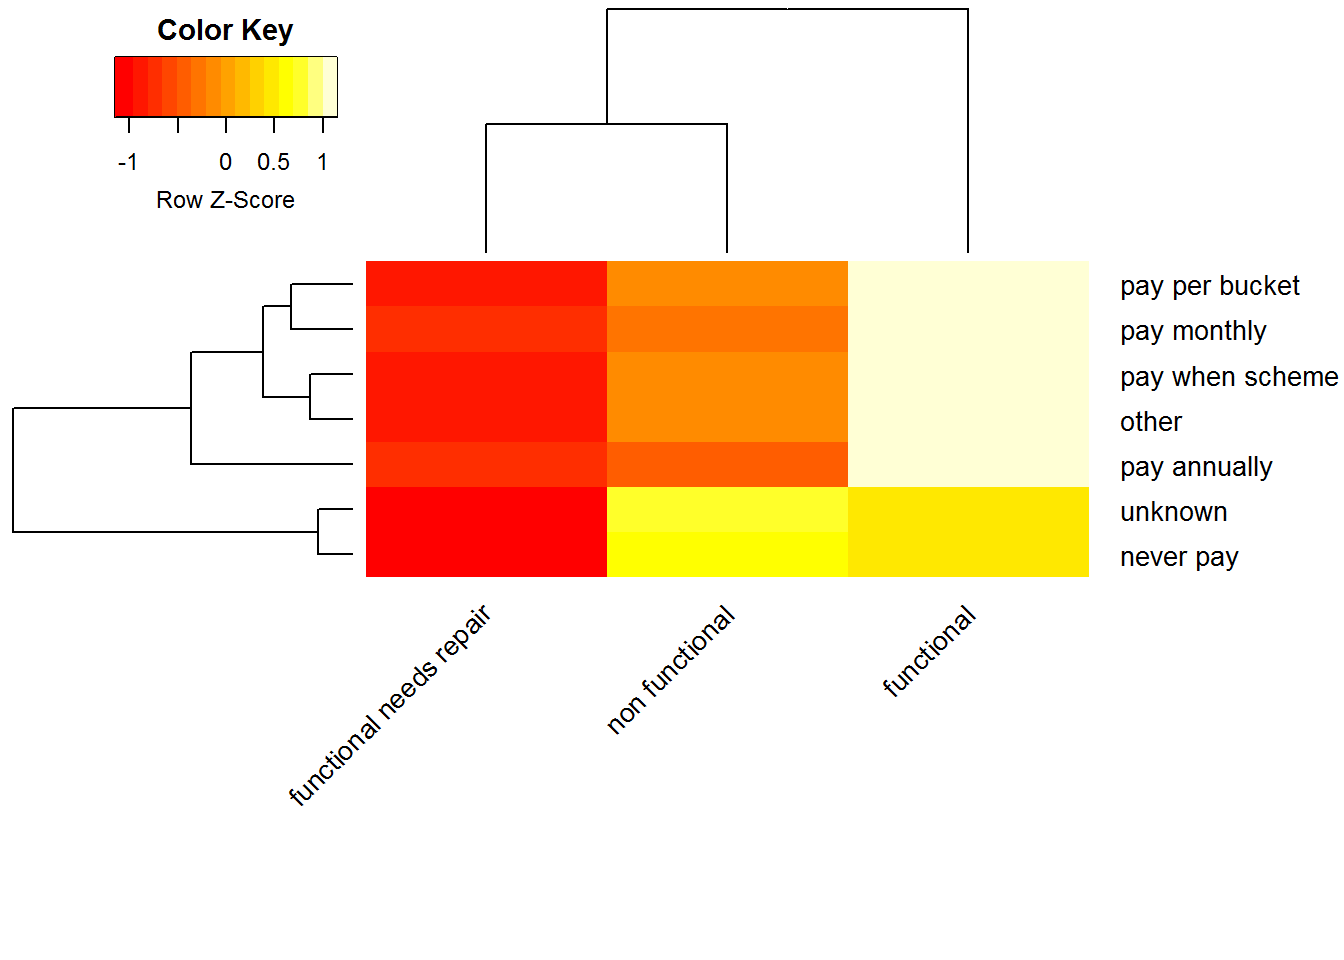 Color Key
-1 0 0.5 1
Row Z-Score
pay per bucket
pay monthly
pay when scheme
other
pay annually
unknown
never pay
functional needs repair
non functional
functional